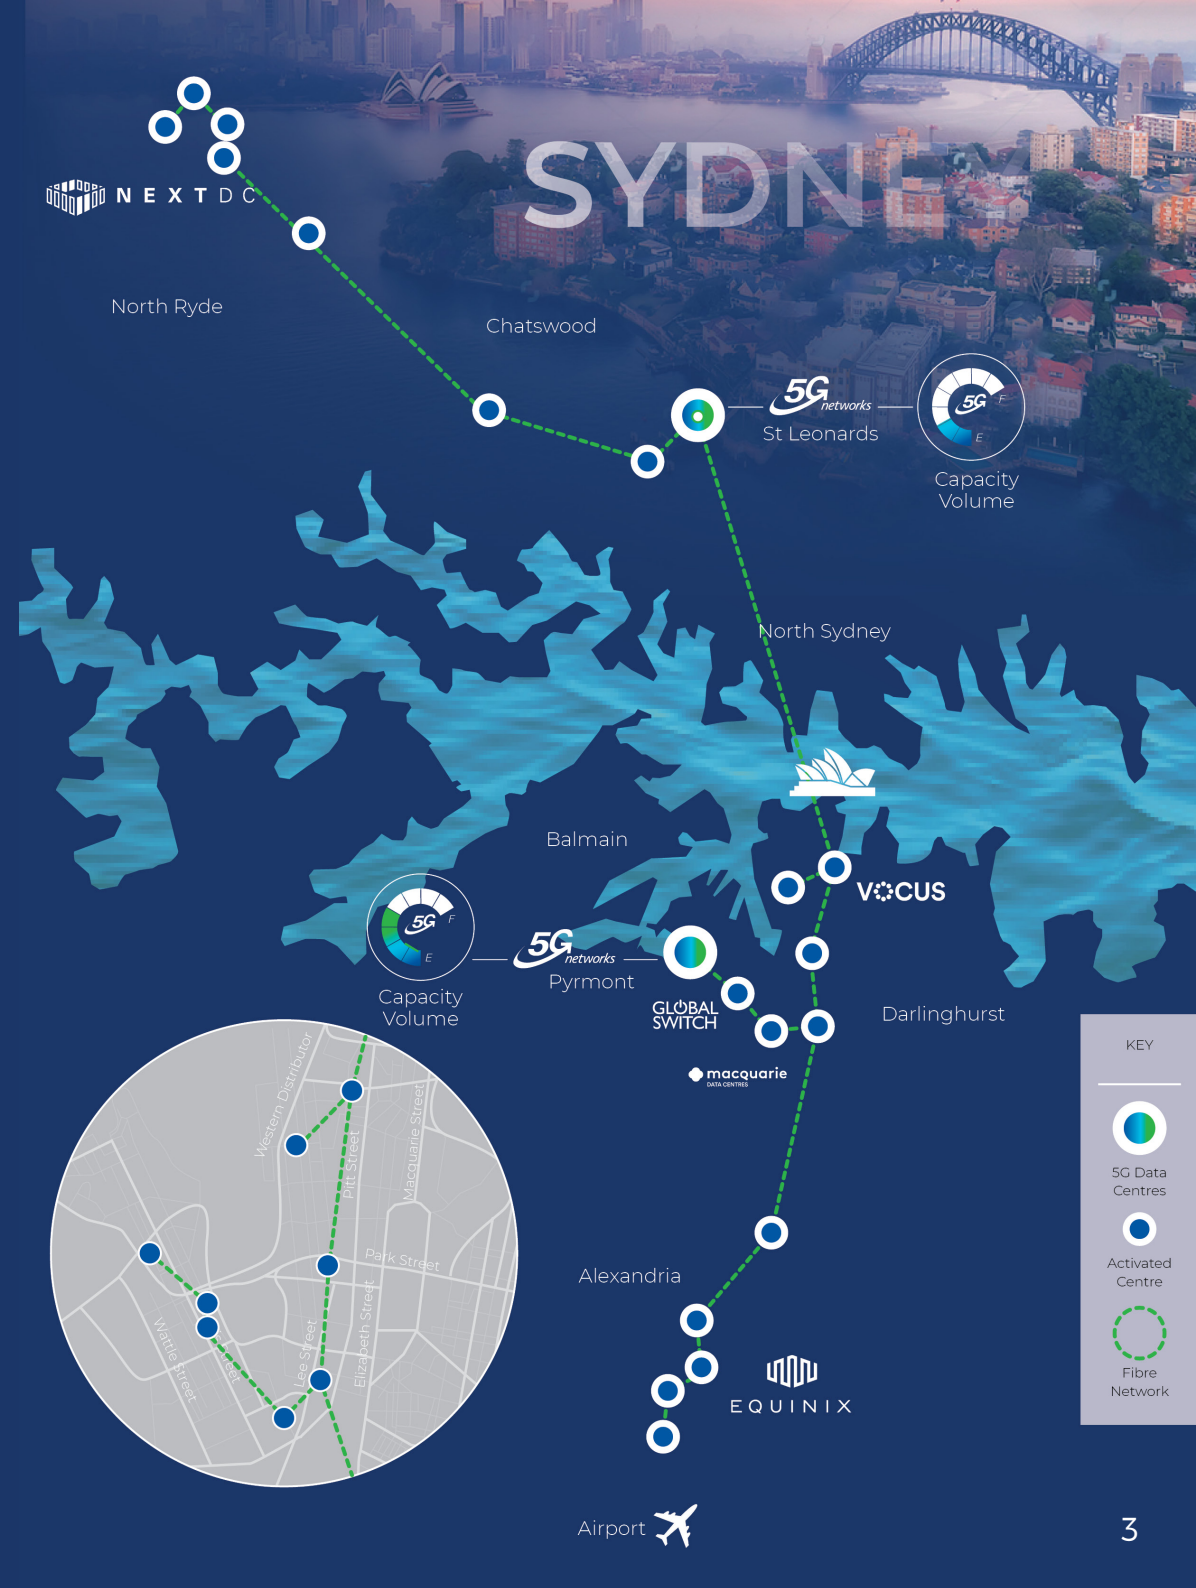 SYDNEY
NEXTDC
North Ryde
Chatswood
5G
networks
St Leonards
5G
F
E
Capacity
Volume
North Sydney
Balmain
VOCUS
5G
F
E
Capacity
Volume
5G
networks
Pyrmont
GLOBAL
SWITCH
macquarie
DATA CENTRES
Darlinghurst
Western Distributor
Pitt Street
Macquarie Street
Park Street
Wattle Street
Street
Lee Street
Elizabeth Street
Alexandria
EQUINIX
Airport
KEY
5G Data
Centres
Activated
Centre
Fibre
Network
3